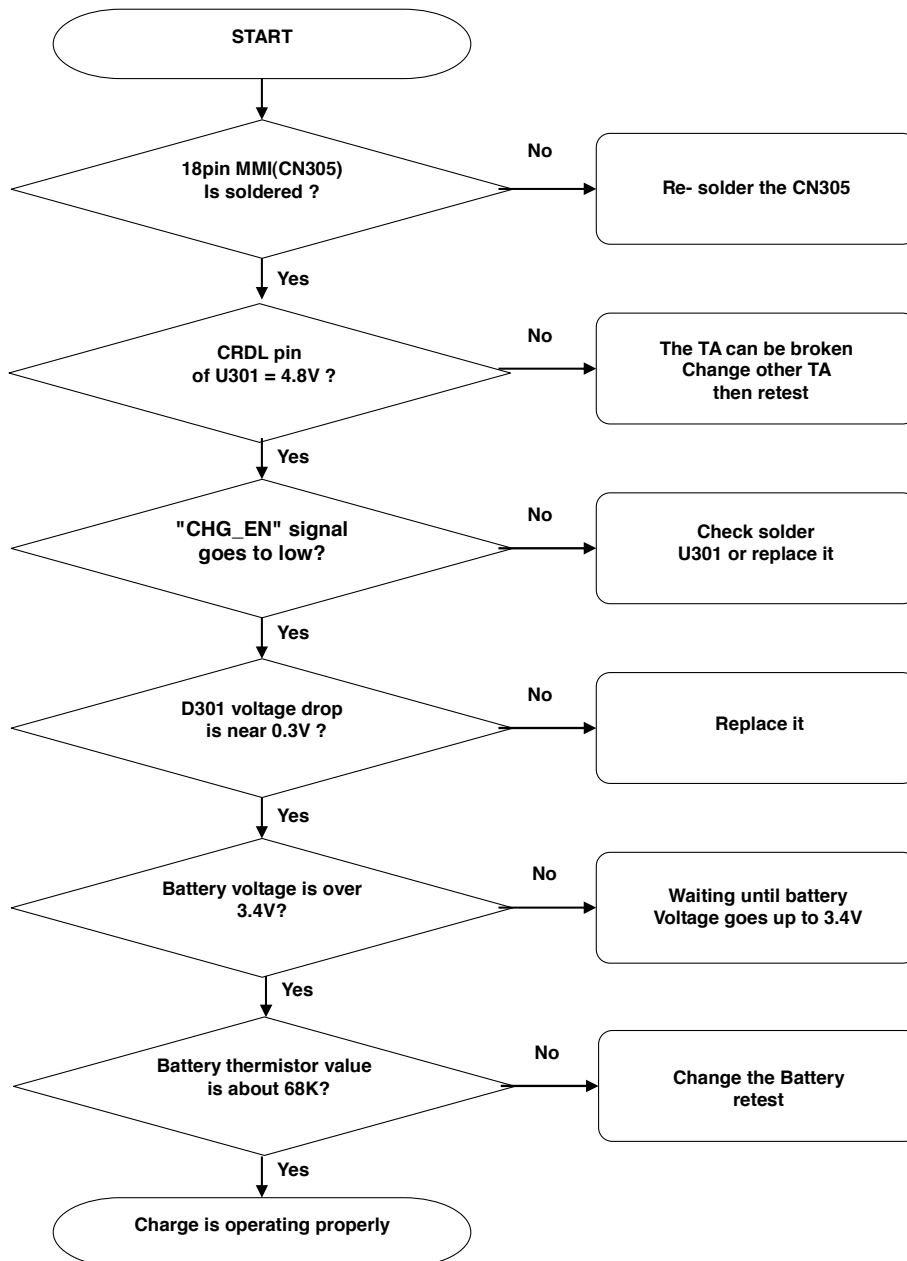 START
18pin MMI(CN305)
Is soldered ?
No
Re- solder the CN305
Yes
CRDL pin
of U301 = 4.8V ?
No
The TA can be broken
Change other TA
then retest
Yes
"CHG_EN" signal
goes to low?
No
Check solder
U301 or replace it
Yes
D301 voltage drop
is near 0.3V ?
No
Replace it
Yes
Battery voltage is over
3.4V?
No
Waiting until battery
Voltage goes up to 3.4V
Yes
Battery thermistor value
is about 68K?
No
Change the Battery
retest
Yes
Charge is operating properly